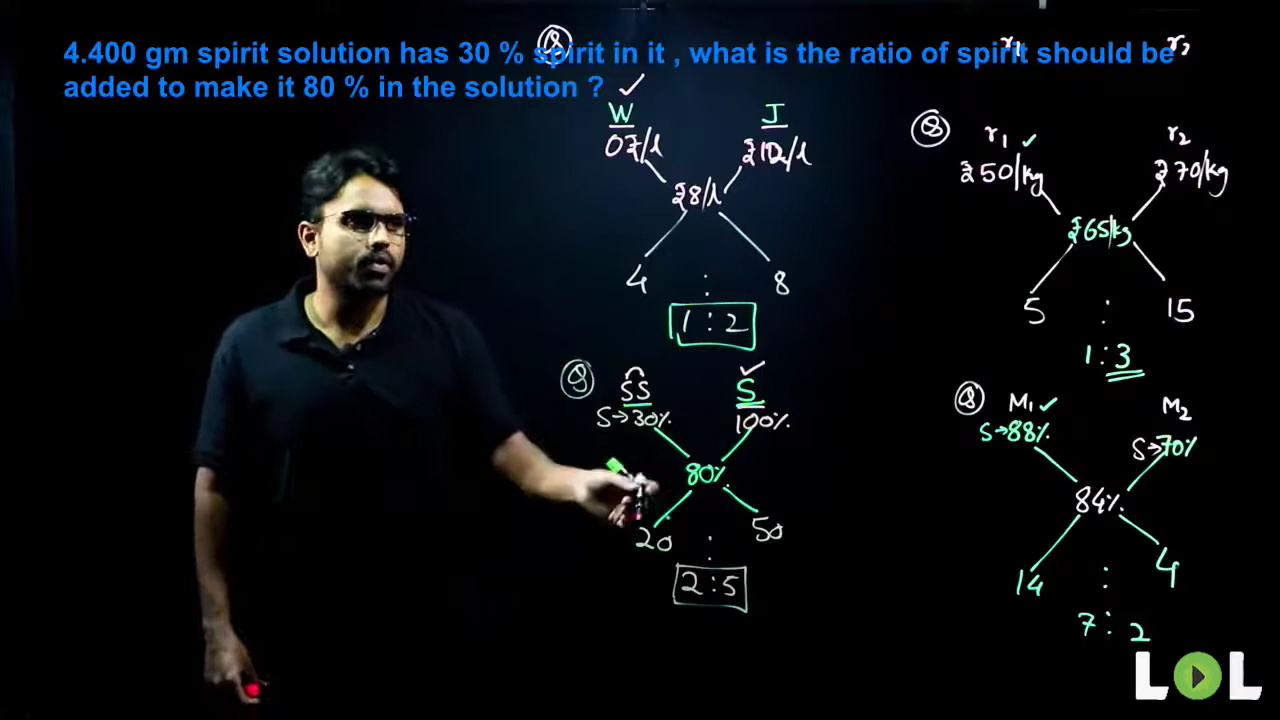 4.400 gm spirit solution has 30 % spirit in it , what is the ratio of spirit should be
added to make it 80 % in the solution ?
Q
r1 r2
✓
W J
0₹/l ₹12/l
₹8/l
4 : 8
1 : 2
Q
SS ✓ S
S→30% 100%
80%
20 : 50
2 : 5
Q
r1 ✓ r2
₹50/kg ₹70/kg
₹65/kg
5 : 15
1 : 3
Q M1 ✓ M2
S→88% S→70%
84%
14 : 4
7 : 2
LOL